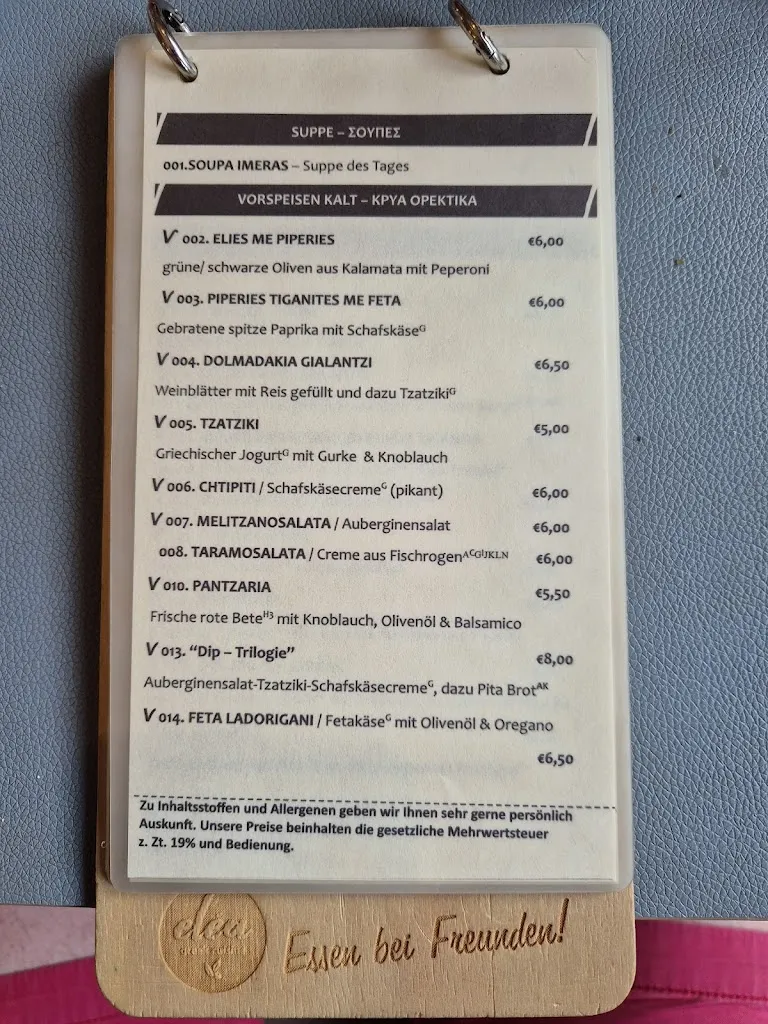 SUPPE – ΣΟΥΠΕΣ
001.SOUPA IMERAS – Suppe des Tages
VORSPEISEN KALT – ΚΡΥΑ ΟΡΕΚΤΙΚΑ
V 002. ELIES ME PIPERIES €6,00
grüne/ schwarze Oliven aus Kalamata mit Peperoni
V 003. PIPERIES TIGANITES ME FETA €6,00
Gebratene spitze Paprika mit Schafskäseᴳ
V 004. DOLMADAKIA GIALANTZI €6,50
Weinblätter mit Reis gefüllt und dazu Tzatzikiᴳ
V 005. TZATZIKI €5,00
Griechischer Jogurtᴳ mit Gurke & Knoblauch
V 006. CHTIPITI / Schafskäsecremeᴳ (pikant) €6,00
V 007. MELITZANOSALATA / Auberginensalat €6,00
008. TARAMOSALATA / Creme aus Fischrogenᴬᶜᴳᴵᴶᴷᴸᴺ €6,00
V 010. PANTZARIA €5,50
Frische rote Beteᴴ³ mit Knoblauch, Olivenöl & Balsamico
V 013. “Dip – Trilogie” €8,00
Auberginensalat-Tzatziki-Schafskäsecremeᴳ, dazu Pita Brotᴬᴷ
V 014. FETA LADORIGANI / Fetakäseᴳ mit Olivenöl & Oregano
€6,50
Zu Inhaltsstoffen und Allergenen geben wir Ihnen sehr gerne persönlich
Auskunft. Unsere Preise beinhalten die gesetzliche Mehrwertsteuer
z. Zt. 19% und Bedienung.
Essen bei Freunden!